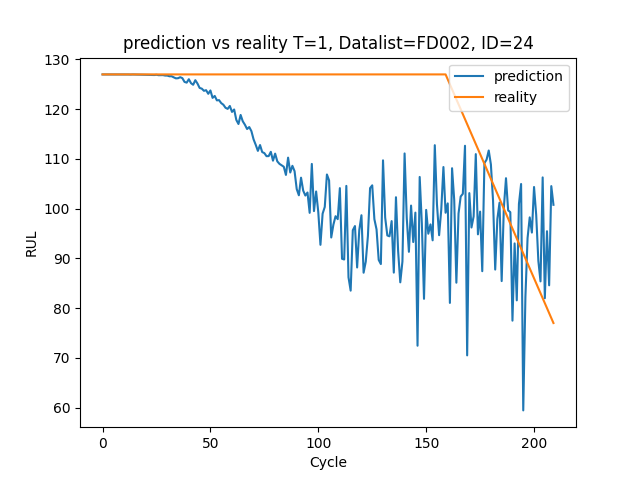 prediction vs reality T=1, Datalist=FD002, ID=24
prediction
reality
RUL
130
120
110
100
90
80
70
60
0
50
100
150
200
Cycle